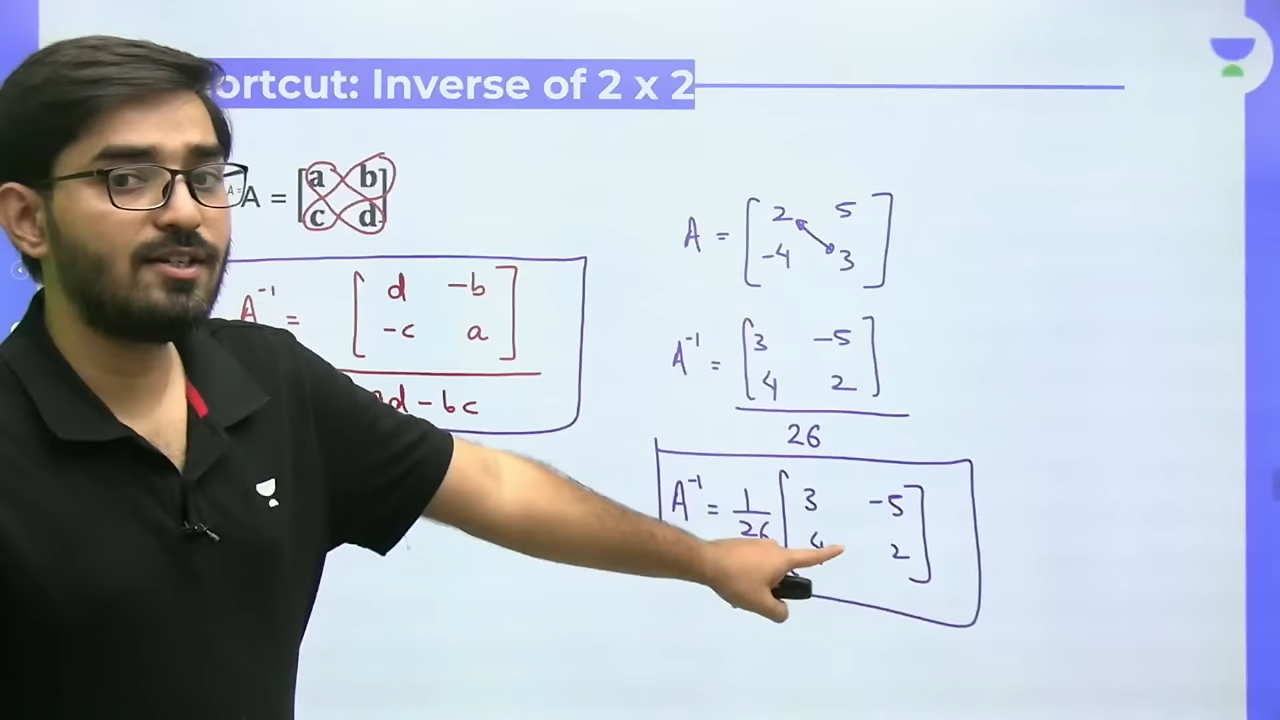 ortcut: Inverse of 2 x 2
A = [a b
c d]
A⁻¹ = [d -b
-c a]
d - bc
A = [2 5
-4 3]
A⁻¹ = [3 -5
4 2]
26
A⁻¹ = 1/26 [3 -5
4 2]